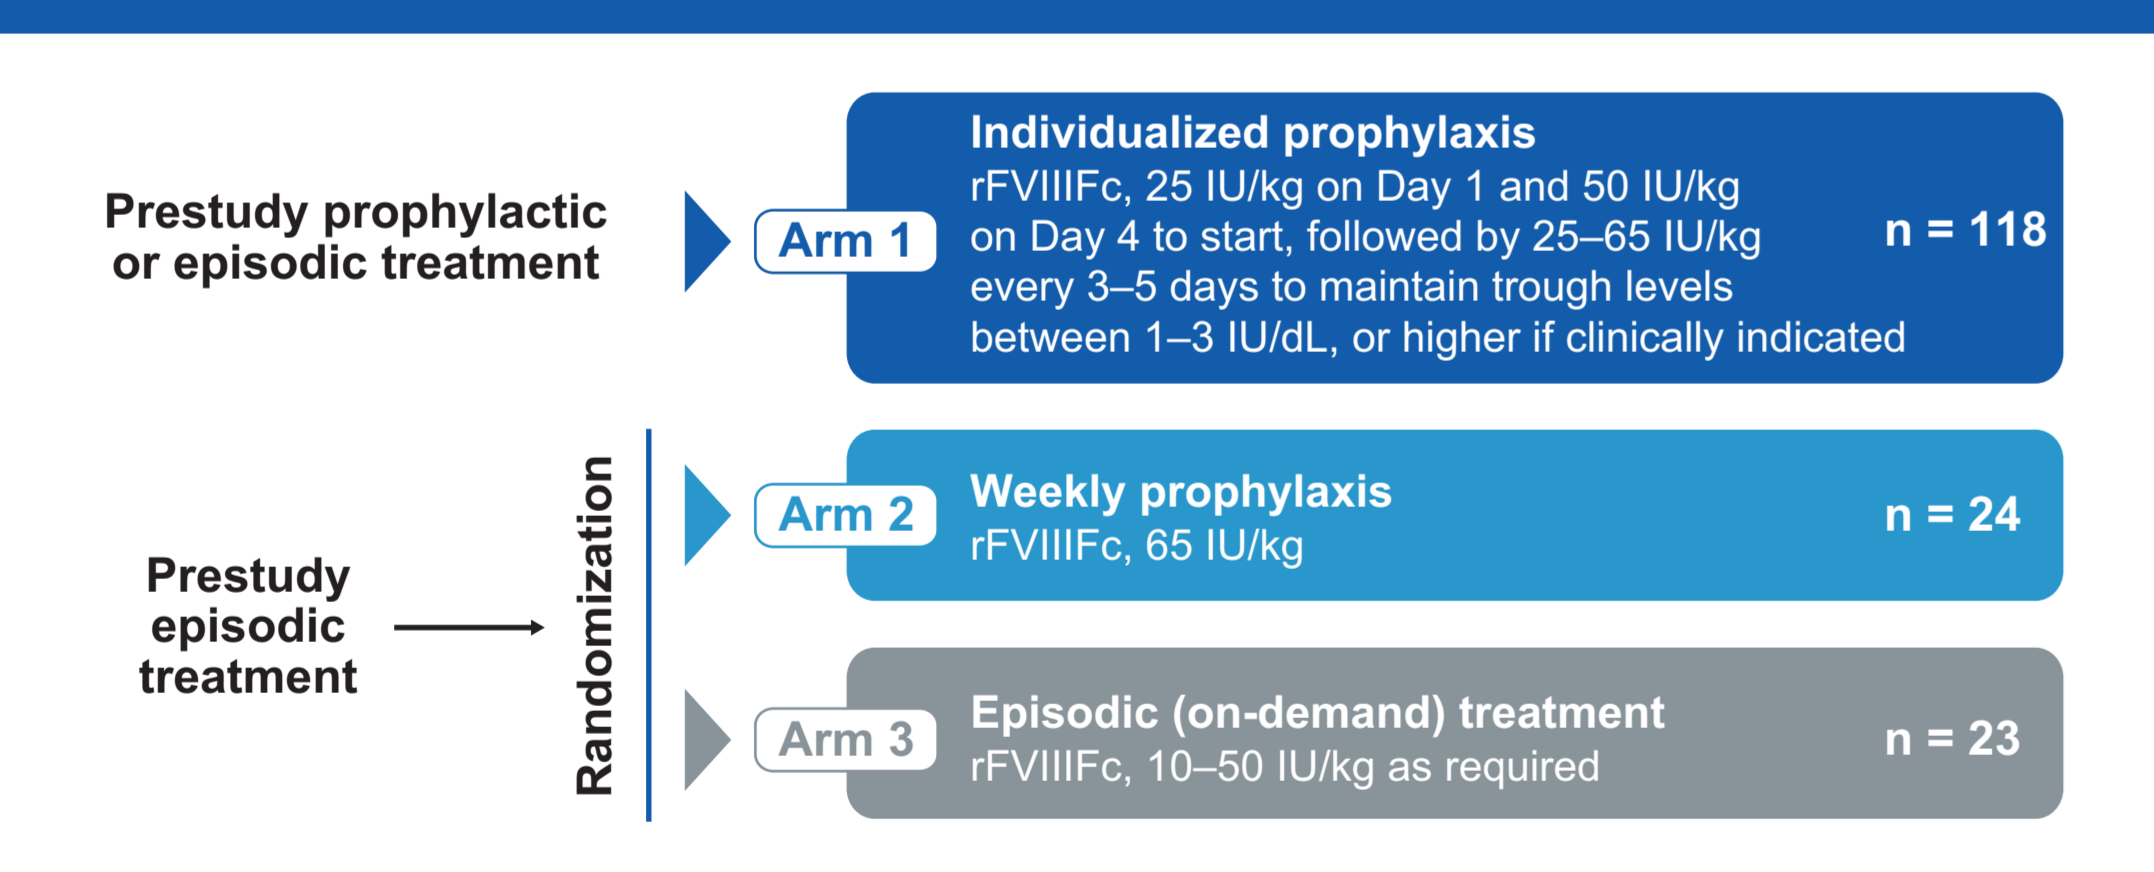 Prestudy prophylactic
or episodic treatment
Arm 1
Individualized prophylaxis
rFVIIIFc, 25 IU/kg on Day 1 and 50 IU/kg
on Day 4 to start, followed by 25–65 IU/kg
every 3–5 days to maintain trough levels
between 1–3 IU/dL, or higher if clinically indicated
n = 118
Prestudy
episodic
treatment
Randomization
Arm 2
Weekly prophylaxis
rFVIIIFc, 65 IU/kg
n = 24
Arm 3
Episodic (on-demand) treatment
rFVIIIFc, 10–50 IU/kg as required
n = 23